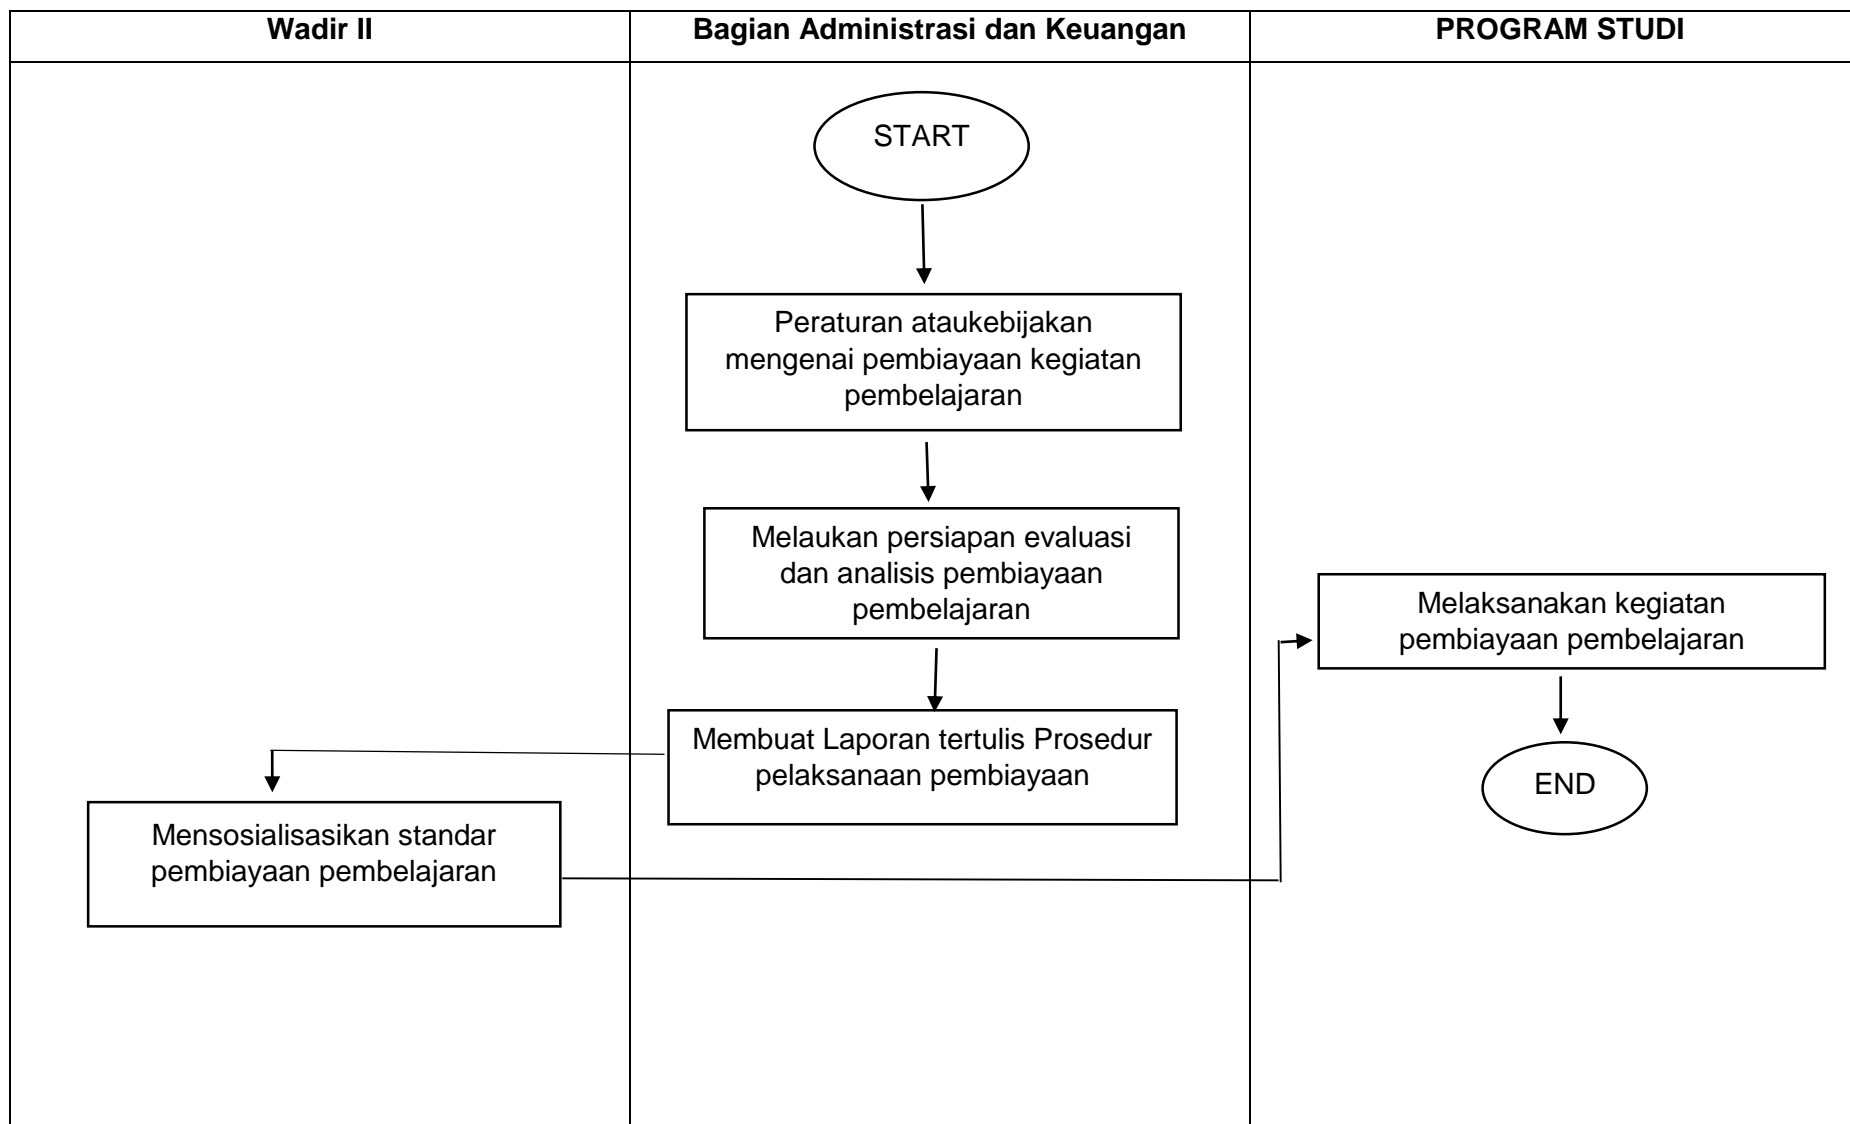 Wadir II
Bagian Administrasi dan Keuangan
PROGRAM STUDI
START
Peraturan ataukebijakan
mengenai pembiayaan kegiatan
pembelajaran
Melaukan persiapan evaluasi
dan analisis pembiayaan
pembelajaran
Membuat Laporan tertulis Prosedur
pelaksanaan pembiayaan
Mensosialisasikan standar
pembiayaan pembelajaran
Melaksanakan kegiatan
pembiayaan pembelajaran
END